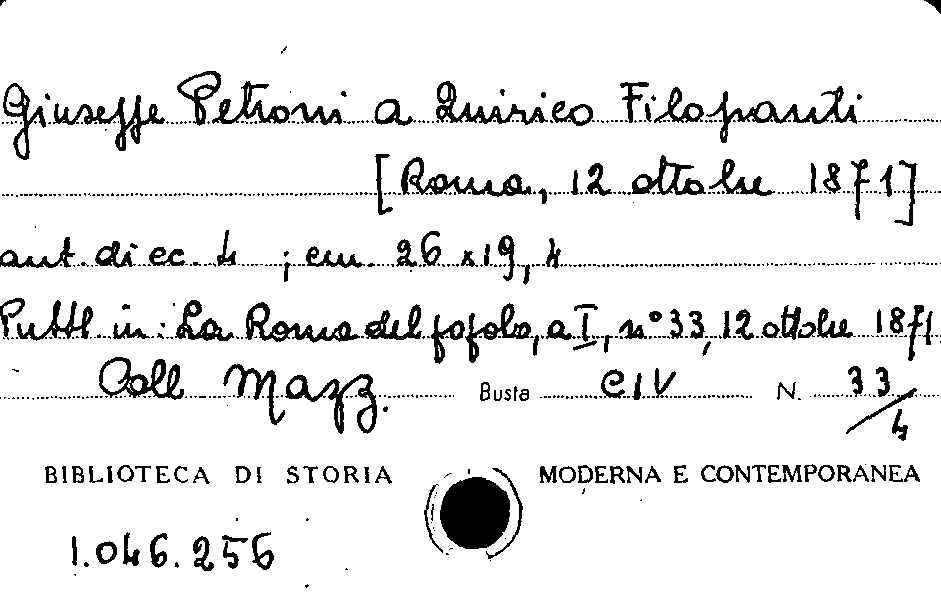 Giuseppe Petroni a Quirico Filopanti
[Roma, 12 ottobre 1871]
aut. di ec. 4 ; cm. 26 x 19,4
Pubbl in: La Roma del popolo, a I, n° 33, 12 ottobre 1871
Coll Mazz. Busta CIV N. 33/4
BIBLIOTECA DI STORIA MODERNA E CONTEMPORANEA
1.046.256